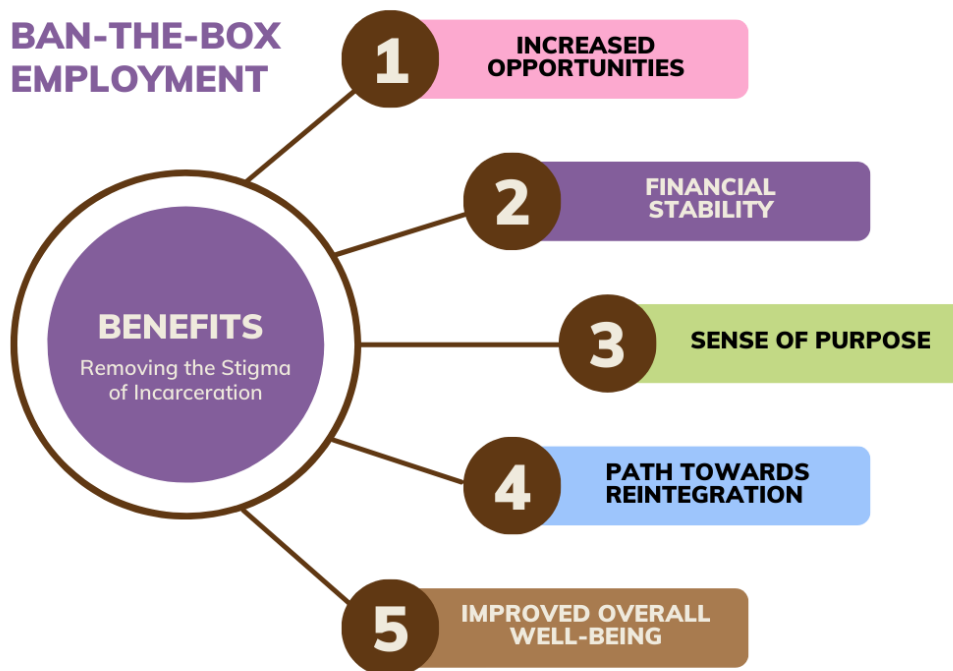 BAN-THE-BOX
EMPLOYMENT
BENEFITS
Removing the Stigma
of Incarceration
1
INCREASED
OPPORTUNITIES
2
FINANCIAL
STABILITY
3
SENSE OF PURPOSE
4
PATH TOWARDS
REINTEGRATION
5
IMPROVED OVERALL
WELL-BEING